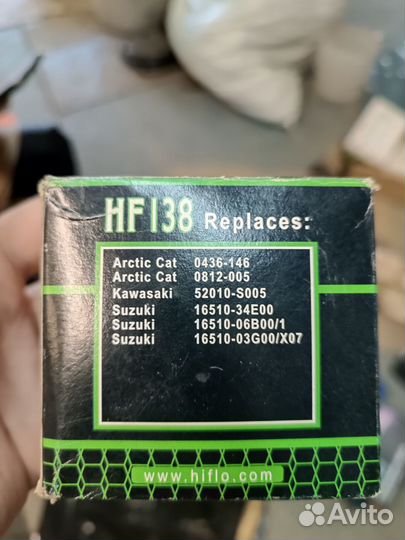 HF138 Replaces:
Arctic Cat 0436-146
Arctic Cat 0812-005
Kawasaki 52010-S005
Suzuki 16510-34E00
Suzuki 16510-06B00/1
Suzuki 16510-03G00/X07
www.hiflo.com
Avito